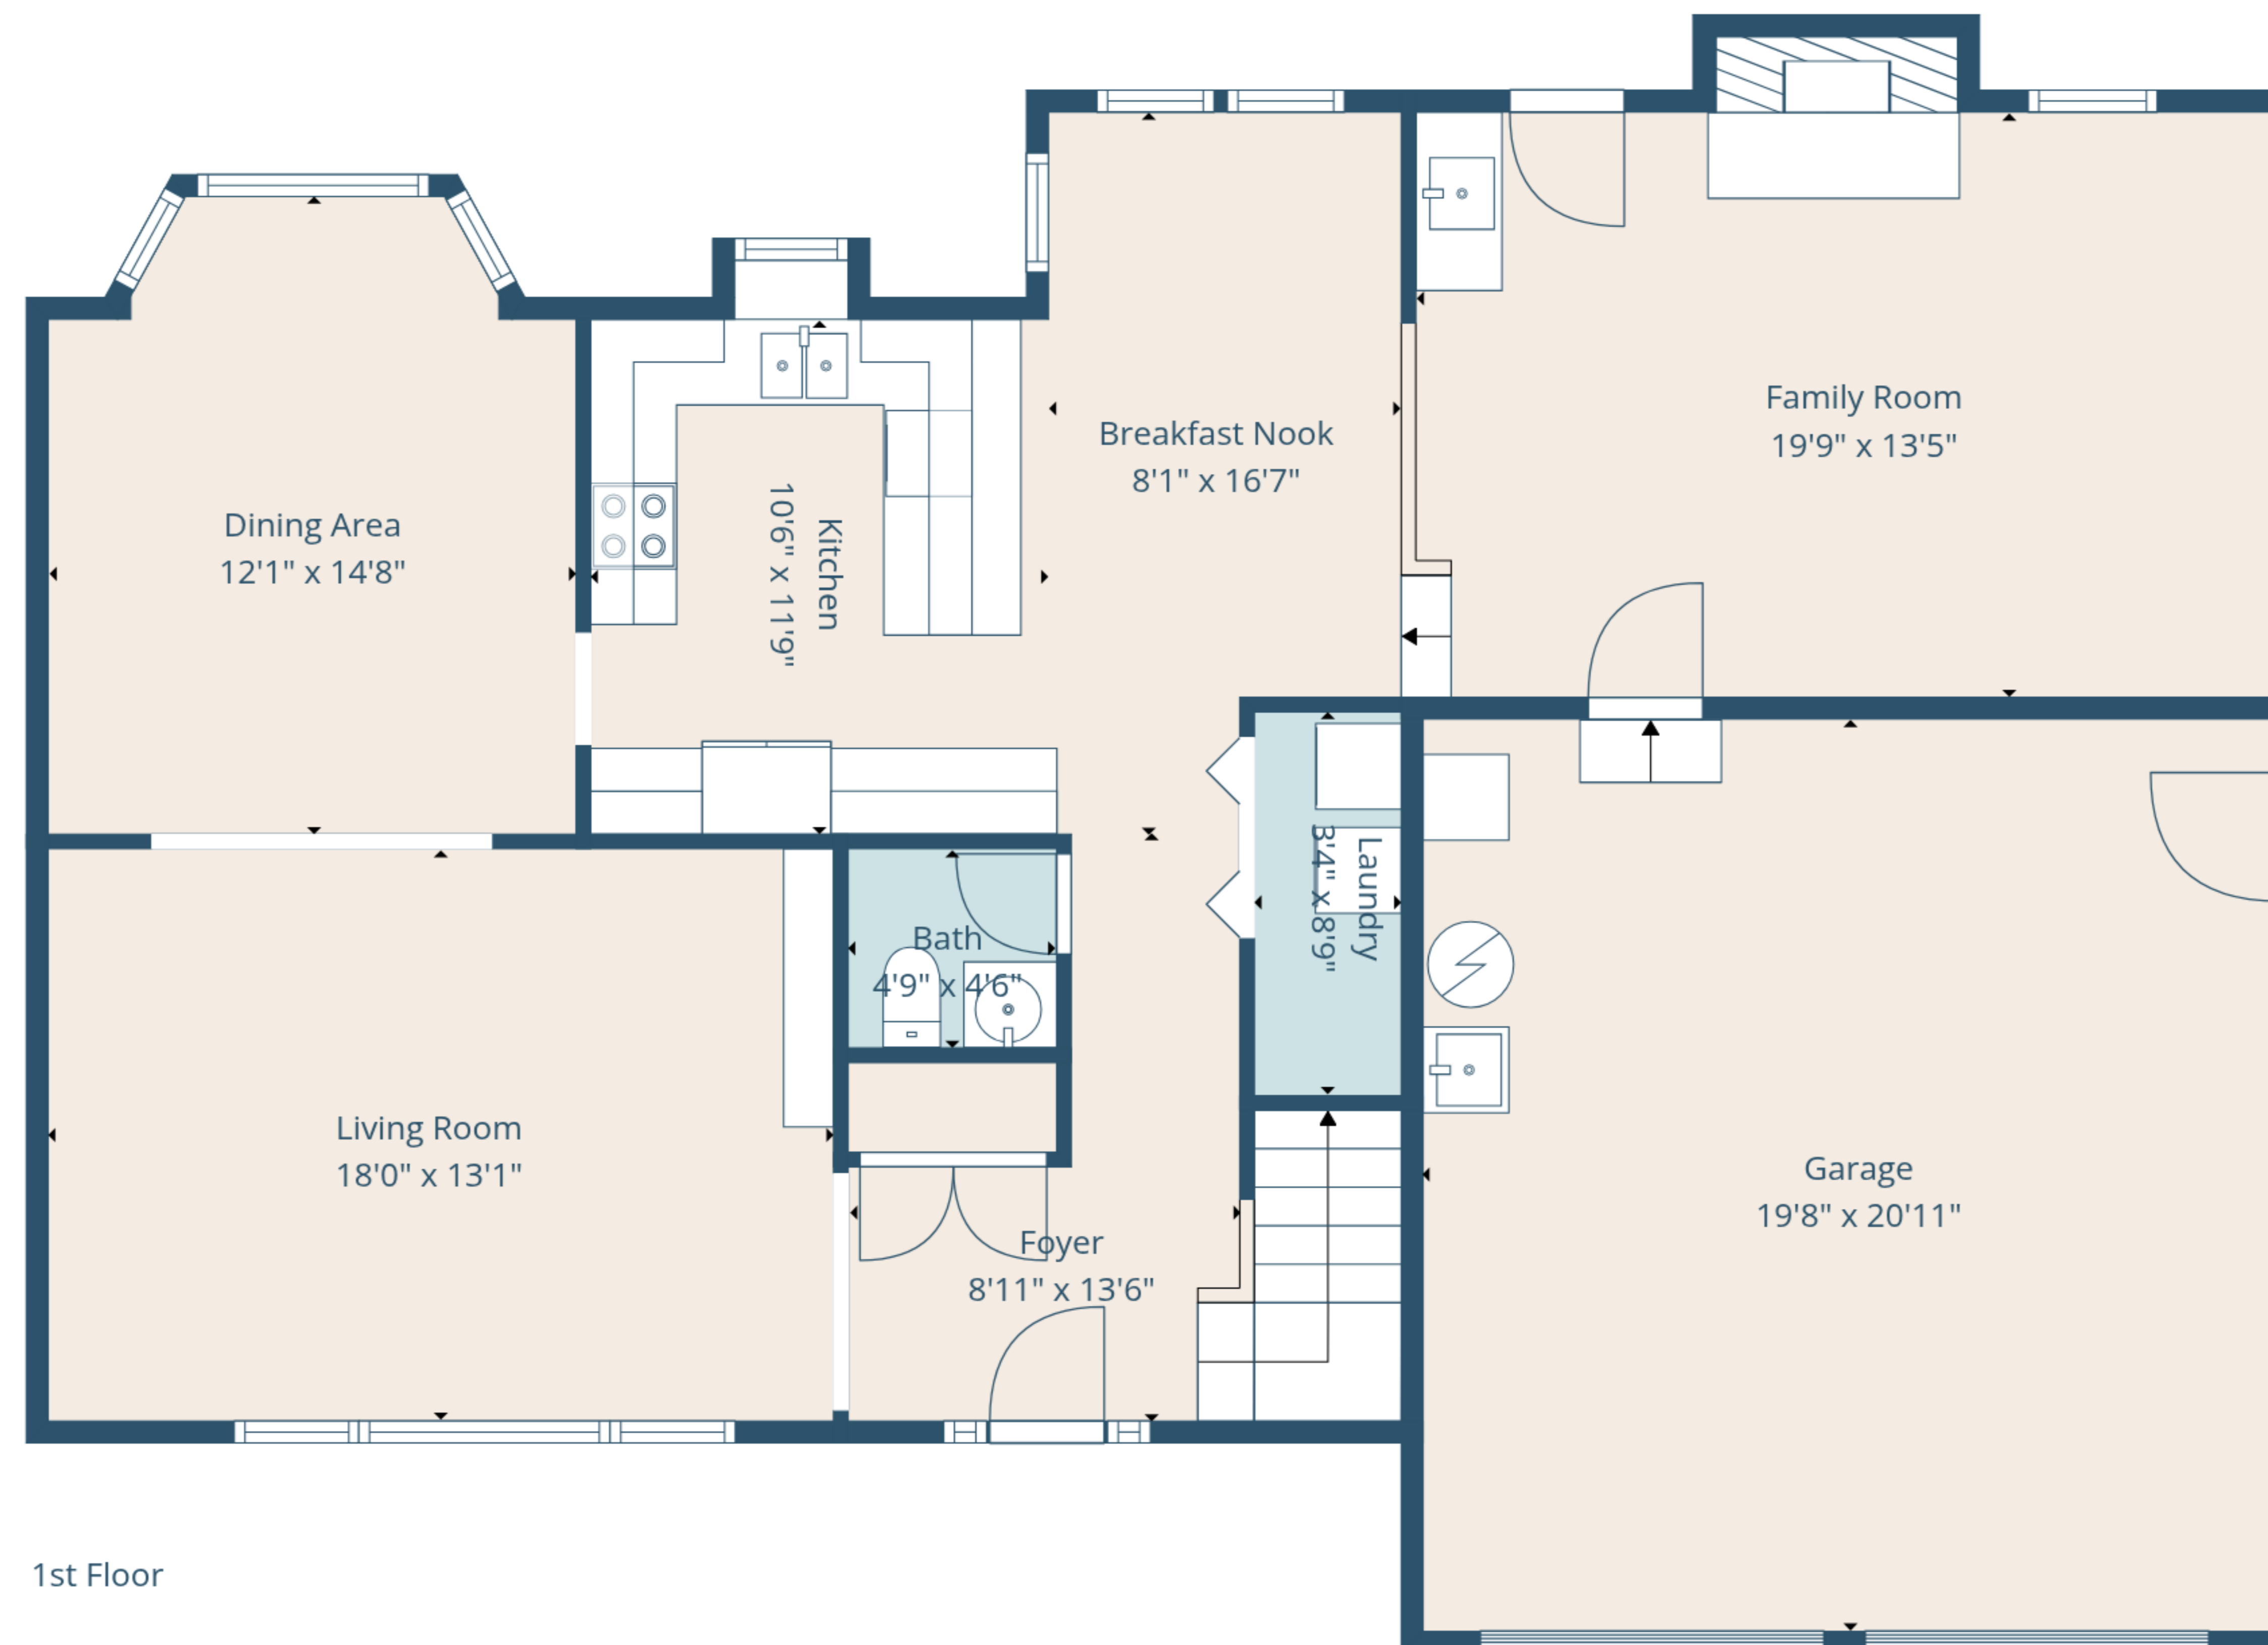 Family Room
19'9" x 13'5"
Breakfast Nook
8'1" x 16'7"
Dining Area
12'1" x 14'8"
Kitchen
10'6" x 11'9"
Laundry
3'4" x 8'9"
Bath
4'9" x 4'6"
Living Room
18'0" x 13'1"
Garage
19'8" x 20'11"
Foyer
8'11" x 13'6"
1st Floor